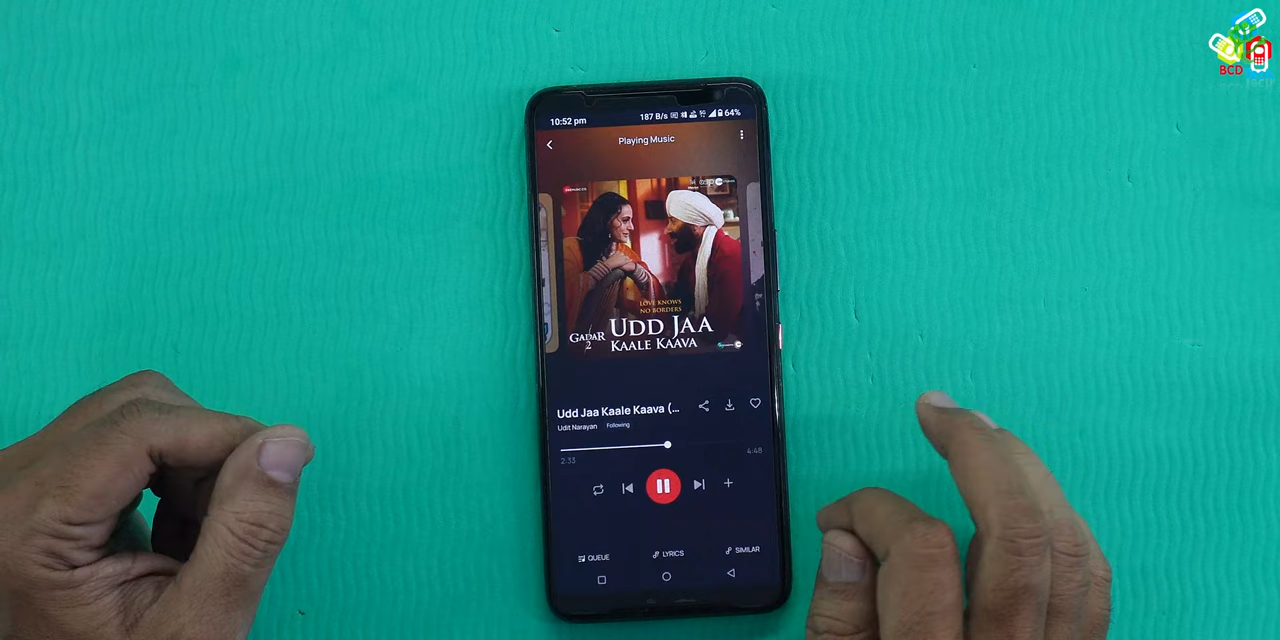 BCD
10:52 pm
187 B/s
64%
Playing Music
LOVE KNOWS
NO BORDERS
GADAR
2
UDD JAA
KAALE KAAVA
Udd Jaa Kaale Kaava (...
Udit Narayan Following
2:33
4:48
QUEUE
LYRICS
SIMILAR